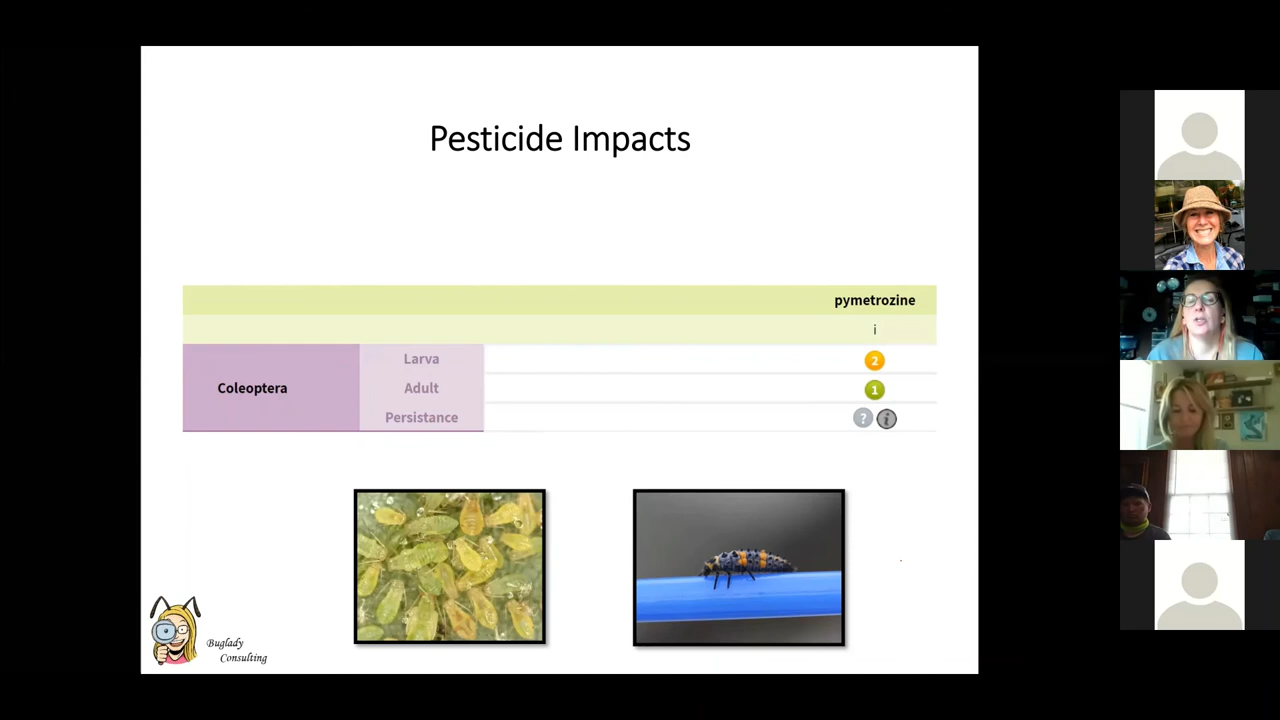 Pesticide Impacts
pymetrozine
i
Larva
2
Coleoptera
Adult
1
Persistance
? i
Buglady
Consulting